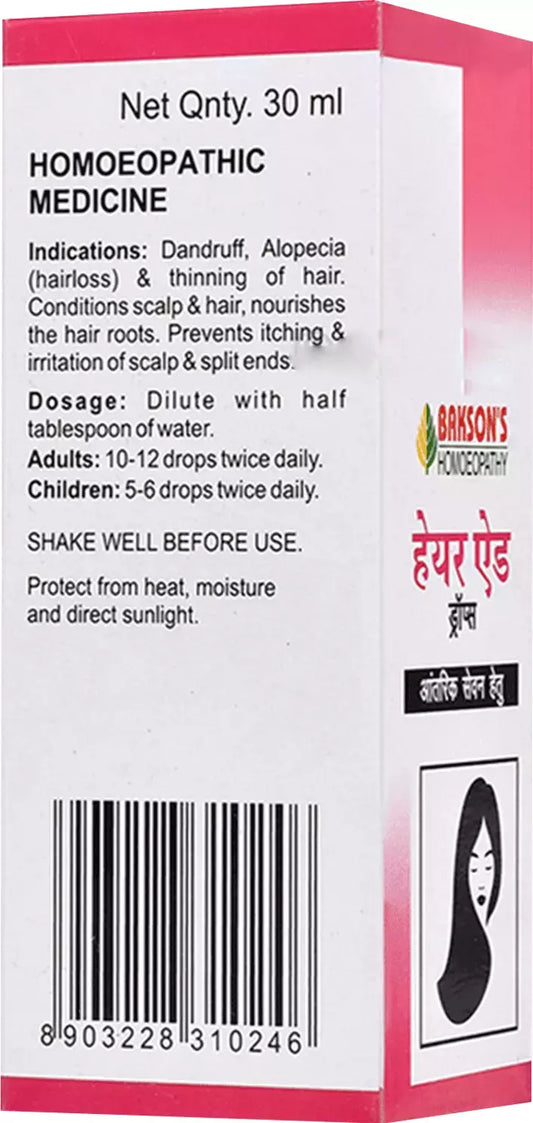 Net Qnty. 30 ml
HOMOEOPATHIC
MEDICINE
Indications: Dandruff, Alopecia
(hairloss) & thinning of hair.
Conditions scalp & hair, nourishes
the hair roots. Prevents itching &
irritation of scalp & split ends.
Dosage: Dilute with half
tablespoon of water.
Adults: 10-12 drops twice daily.
Children: 5-6 drops twice daily.
SHAKE WELL BEFORE USE.
Protect from heat, moisture
and direct sunlight.
8 903228 310246
BAKSON'S
HOMOEOPATHY
हेयर ऐड
ड्रॉप्स
आंतरिक सेवन हेतु